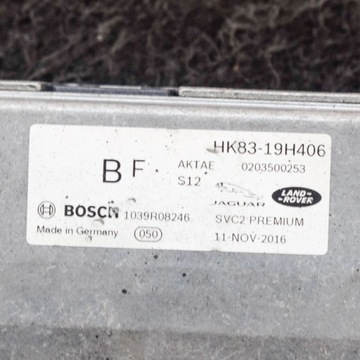 HK83-19H406
B F AKTAE 0203500253
S12
JAGUAR LAND-ROVER
BOSCH 1039R08246 SVC2 PREMIUM
Made in Germany 050 11-NOV-2016